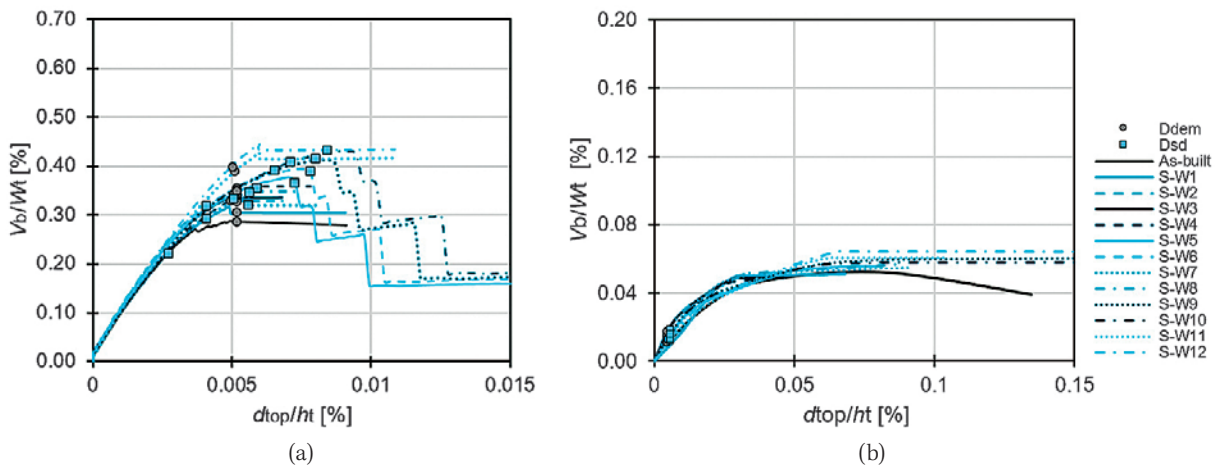 0.70
0.60
0.50
0.40
0.30
0.20
0.10
0.00
Vb/Wt [%]
0
0.005
0.01
0.015
dtop/ht [%]
(a)
0.20
0.16
0.12
0.08
0.04
0.00
Vb/Wt [%]
0
0.05
0.1
0.15
dtop/ht [%]
(b)
Ddem
Dsd
As-built
S-W1
S-W2
S-W3
S-W4
S-W5
S-W6
S-W7
S-W8
S-W9
S-W10
S-W11
S-W12